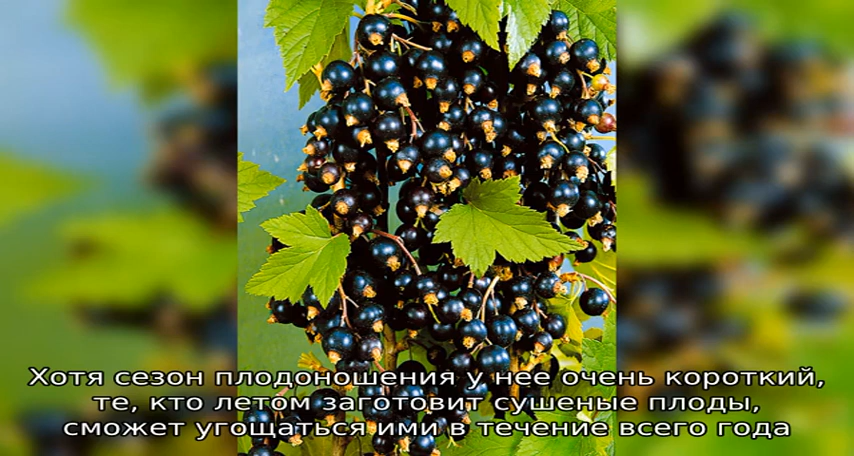 Хотя сезон плодоношения у нее очень короткий,
те, кто летом заготовит сушеные плоды,
сможет угощаться ими в течение всего года